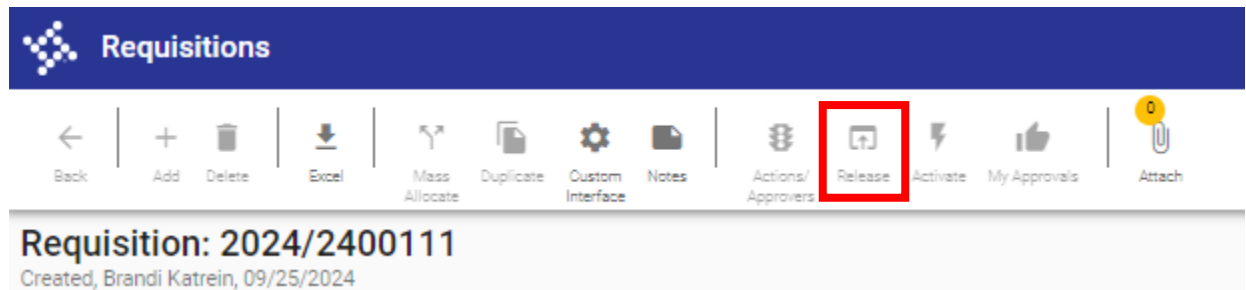 Requisitions
0
Back Add Delete Excel Mass Allocate Duplicate Custom Interface Notes Actions/ Approvers Release Activate My Approvals Attach
Requisition: 2024/2400111
Created, Brandi Katrein, 09/25/2024